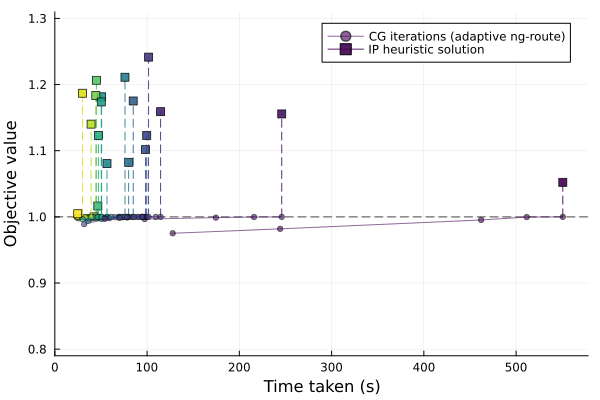 1.3
1.2
1.1
1.0
0.9
0.8
Objective value
CG iterations (adaptive ng-route)
IP heuristic solution
0 100 200 300 400 500
Time taken (s)